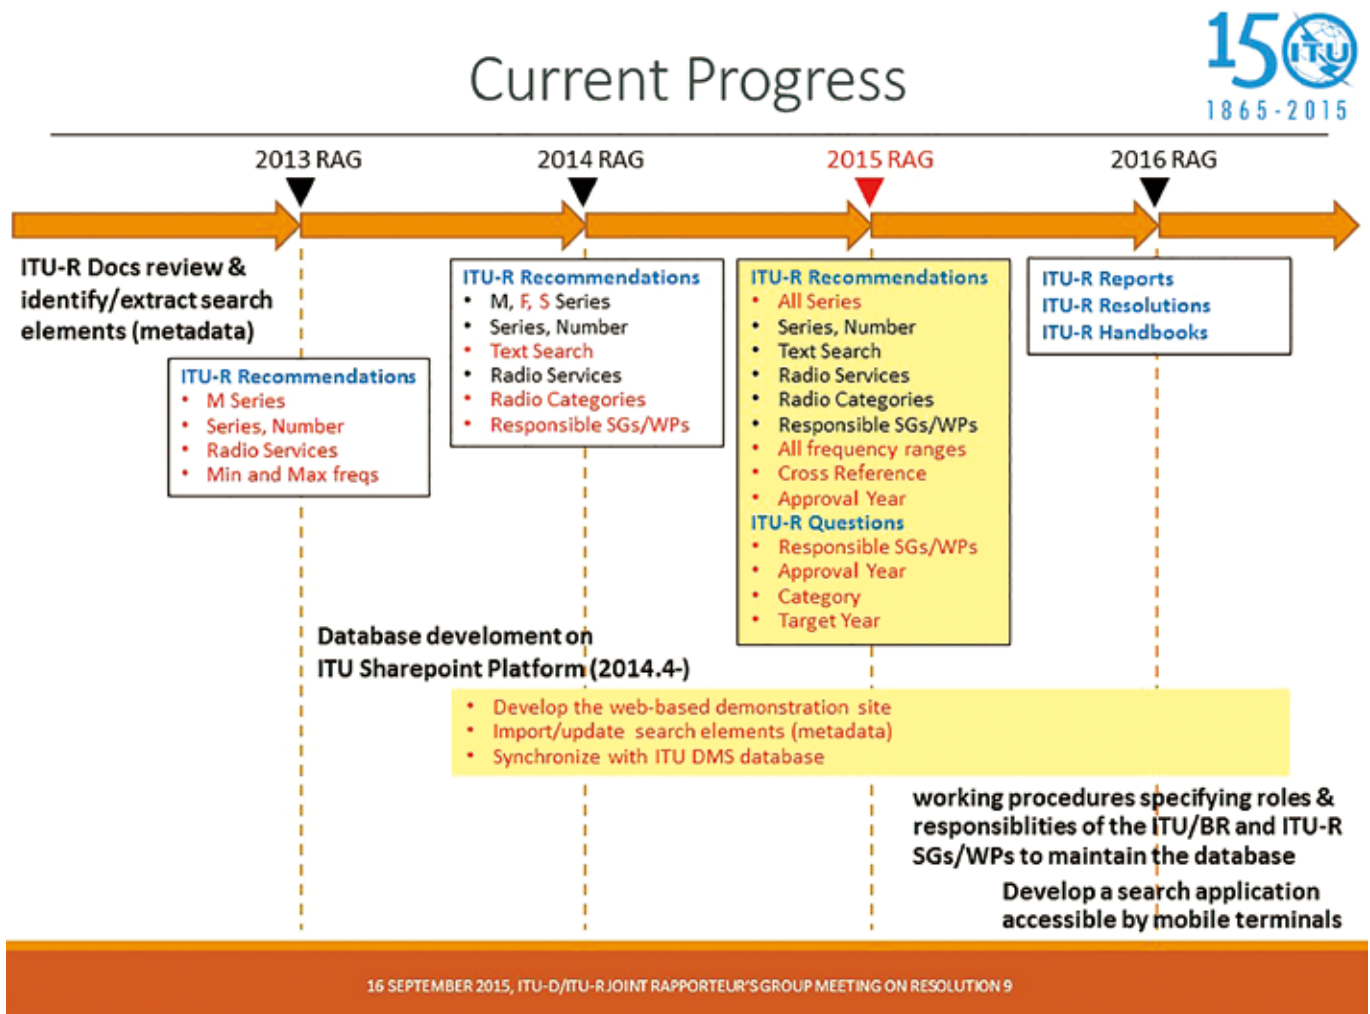 Current Progress
150 ITU
1865-2015
2013 RAG
2014 RAG
2015 RAG
2016 RAG
ITU-R Docs review &
identify/extract search
elements (metadata)
ITU-R Recommendations
• M Series
• Series, Number
• Radio Services
• Min and Max freqs
ITU-R Recommendations
• M, F, S Series
• Series, Number
• Text Search
• Radio Services
• Radio Categories
• Responsible SGs/WPs
ITU-R Recommendations
• All Series
• Series, Number
• Text Search
• Radio Services
• Radio Categories
• Responsible SGs/WPs
• All frequency ranges
• Cross Reference
• Approval Year
ITU-R Questions
• Responsible SGs/WPs
• Approval Year
• Category
• Target Year
ITU-R Reports
ITU-R Resolutions
ITU-R Handbooks
Database develoment on
ITU Sharepoint Platform (2014.4-)
• Develop the web-based demonstration site
• Import/update search elements (metadata)
• Synchronize with ITU DMS database
working procedures specifying roles &
responsiblities of the ITU/BR and ITU-R
SGs/WPs to maintain the database
Develop a search application
accessible by mobile terminals
16 SEPTEMBER 2015, ITU-D/ITU-R JOINT RAPPORTEUR'S GROUP MEETING ON RESOLUTION 9